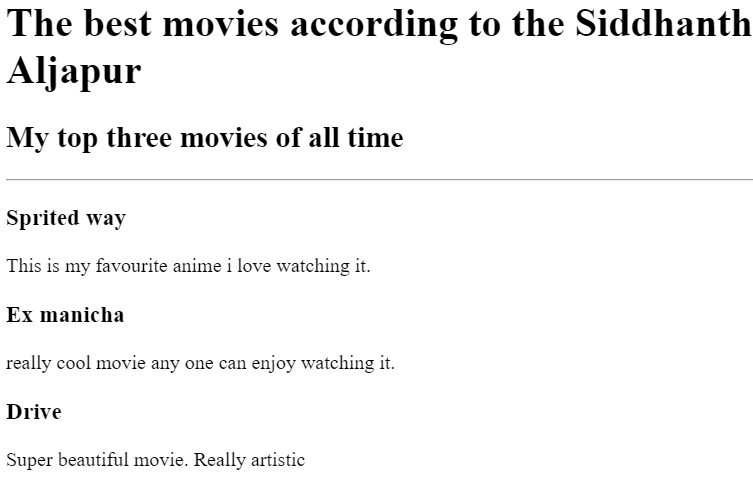 The best movies according to the Siddhanth
Aljapur
My top three movies of all time
Sprited way
This is my favourite anime i love watching it.
Ex manicha
really cool movie any one can enjoy watching it.
Drive
Super beautiful movie. Really artistic